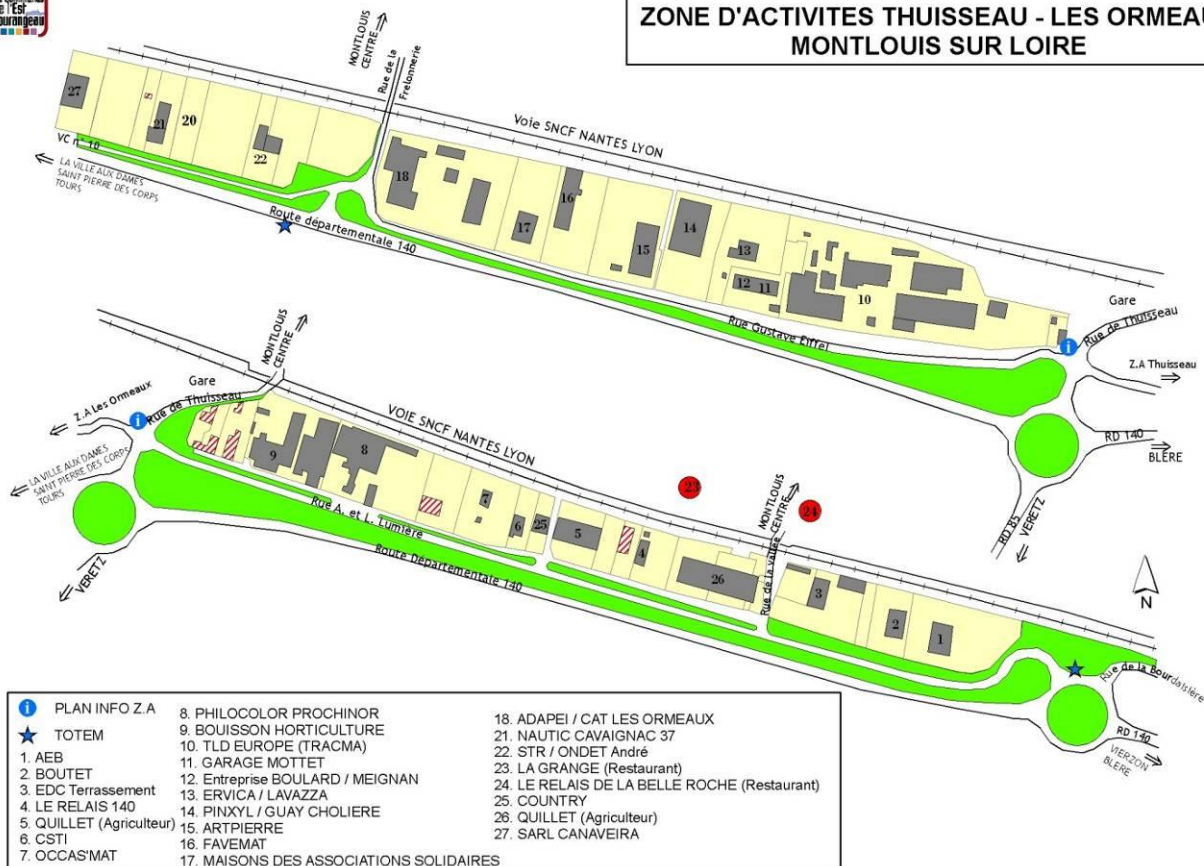 de l'Est
ourangeau
ZONE D'ACTIVITES THUISSEAU - LES ORMEAU
MONTLOUIS SUR LOIRE
MONTLOUIS
CENTRE
Rue de la
Frelonnerie
27
21
20
22
VC n° 10
LA VILLE AUX DAMES
SAINT PIERRE DES CORPS
TOURS
Voie SNCF NANTES LYON
18
16
17
15
14
13
12
11
10
Route départementale 140
Rue Gustave Eiffel
Gare
Rue de Thuisseau
i
Z.A Thuisseau
RD 140
BLERE
RD 85
VERETZ
N
MONTLOUIS
CENTRE
Gare
Z.A Les Ormeaux
i
Rue de Thuisseau
LA VILLE AUX DAMES
SAINT PIERRE DES CORPS
TOURS
VERETZ
VOIE SNCF NANTES LYON
9
8
7
6
25
5
4
26
3
2
1
23
24
MONTLOUIS
CENTRE
Rue de la vallée
Rue A. et L. Lumière
Route Départementale 140
Rue de la Bourdaisière
RD 140
VIERZON
BLERE
i PLAN INFO Z.A
TOTEM
1. AEB
2. BOUTET
3. EDC Terrassement
4. LE RELAIS 140
5. QUILLET (Agriculteur)
6. CSTI
7. OCCAS'MAT
8. PHILOCOLOR PROCHINOR
9. BOUISSON HORTICULTURE
10. TLD EUROPE (TRACMA)
11. GARAGE MOTTET
12. Entreprise BOULARD / MEIGNAN
13. ERVICA / LAVAZZA
14. PINXYL / GUAY CHOLIERE
15. ARTPIERRE
16. FAVEMAT
17. MAISONS DES ASSOCIATIONS SOLIDAIRES
18. ADAPEI / CAT LES ORMEAUX
21. NAUTIC CAVAIGNAC 37
22. STR / ONDET André
23. LA GRANGE (Restaurant)
24. LE RELAIS DE LA BELLE ROCHE (Restaurant)
25. COUNTRY
26. QUILLET (Agriculteur)
27. SARL CANAVEIRA